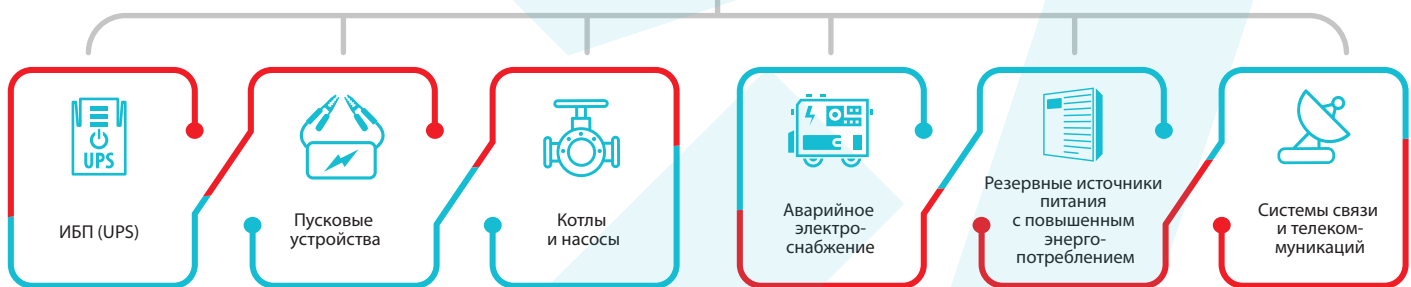 UPS
ИБП (UPS)
Пусковые
устройства
Котлы
и насосы
Аварийное
электро-
снабжение
Резервные источники
питания
с повышенным
энерго-
потреблением
Системы связи
и телеком-
муникаций